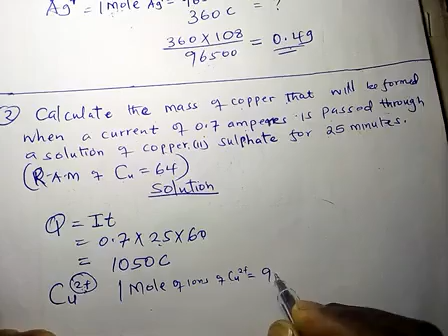 Ag⁺ = 1 Mole Ag⁺ =
360 C = ?
360 X 108
96500 = 0.4g
② Calculate the mass of copper that will be formed
when a current of 0.7 amperes is passed through
a solution of copper (ii) sulphate for 25 minutes.
(R.A.M of Cu = 64)
Solution
Q = It
= 0.7 X 25 X 60
= 1050 C
Cu²⁺ 1 Mole of ions of Cu²⁺ = 9